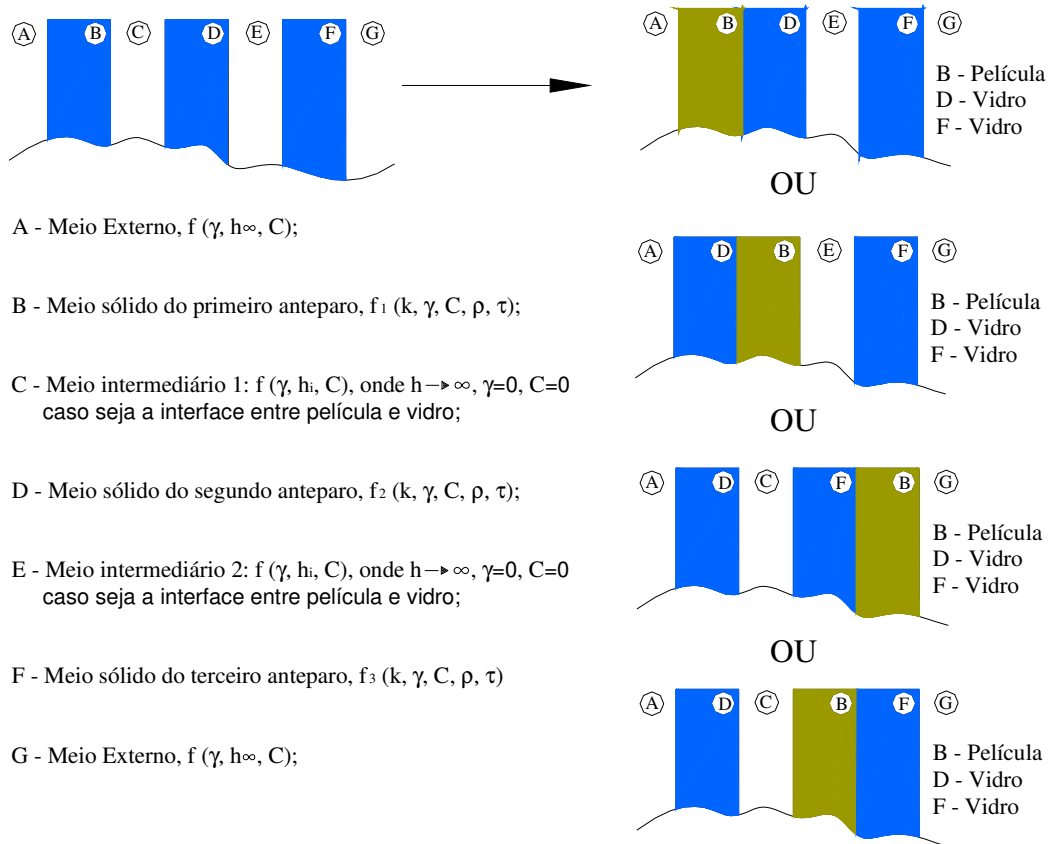 A B C D E F G
A - Meio Externo, f (γ, h∞, C);
B - Meio sólido do primeiro anteparo, f₁ (k, γ, C, ρ, τ);
C - Meio intermediário 1: f (γ, hᵢ, C), onde h→∞, γ=0, C=0
caso seja a interface entre película e vidro;
D - Meio sólido do segundo anteparo, f₂ (k, γ, C, ρ, τ);
E - Meio intermediário 2: f (γ, hᵢ, C), onde h→∞, γ=0, C=0
caso seja a interface entre película e vidro;
F - Meio sólido do terceiro anteparo, f₃ (k, γ, C, ρ, τ)
G - Meio Externo, f (γ, h∞, C);
A B D E F G
B - Película
D - Vidro
F - Vidro
OU
A D B E F G
B - Película
D - Vidro
F - Vidro
OU
A D C F B G
B - Película
D - Vidro
F - Vidro
OU
A D C B F G
B - Película
D - Vidro
F - Vidro